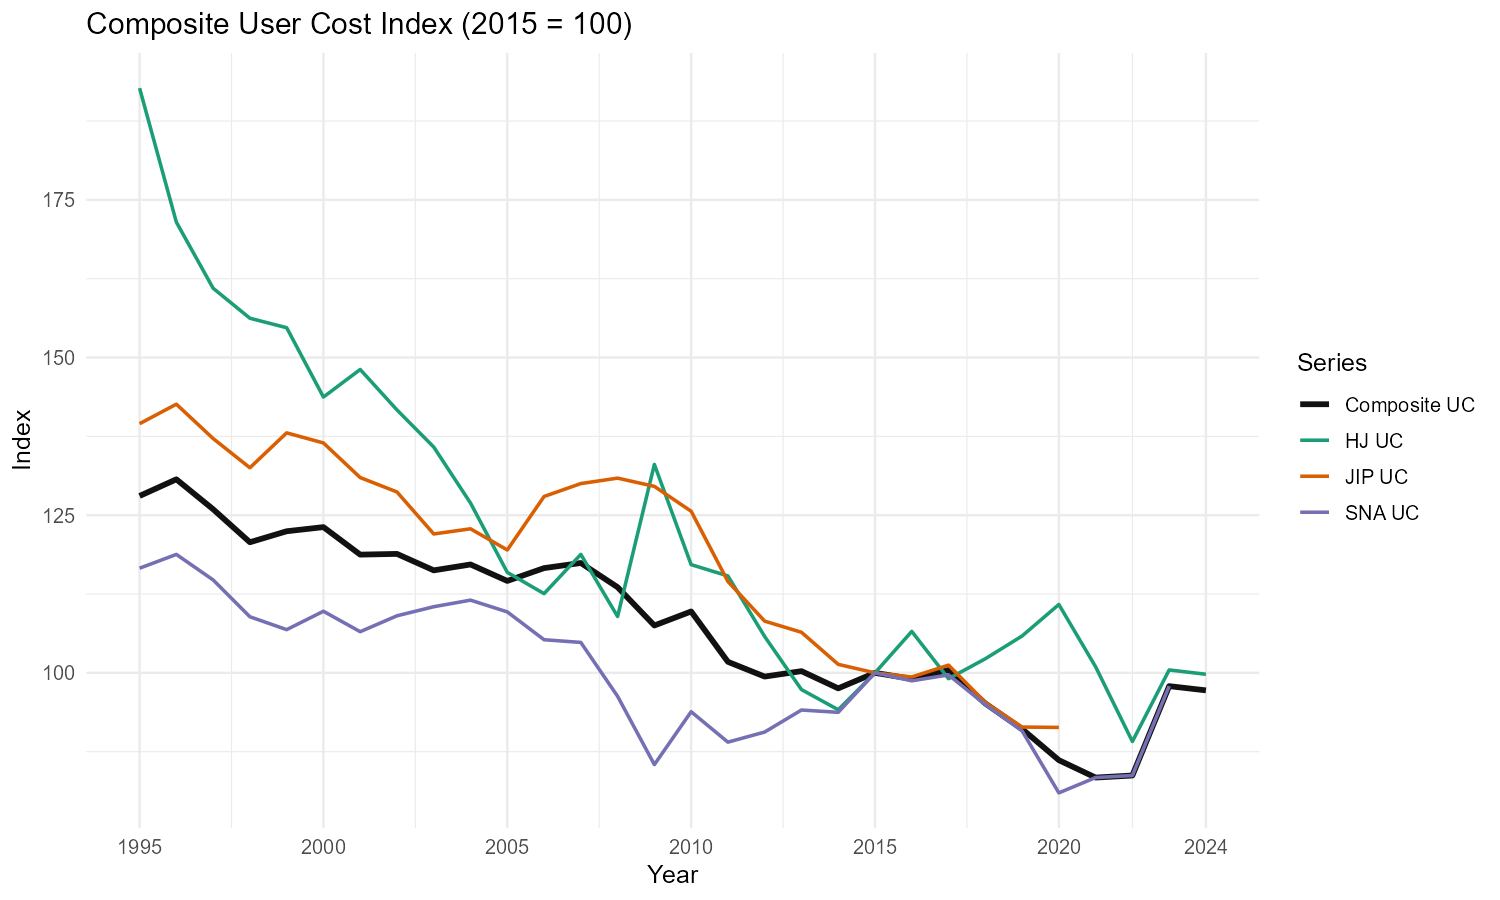 Composite User Cost Index (2015 = 100)
Index
175
150
125
100
1995
2000
2005
2010
2015
2020
2024
Year
Series
Composite UC
HJ UC
JIP UC
SNA UC